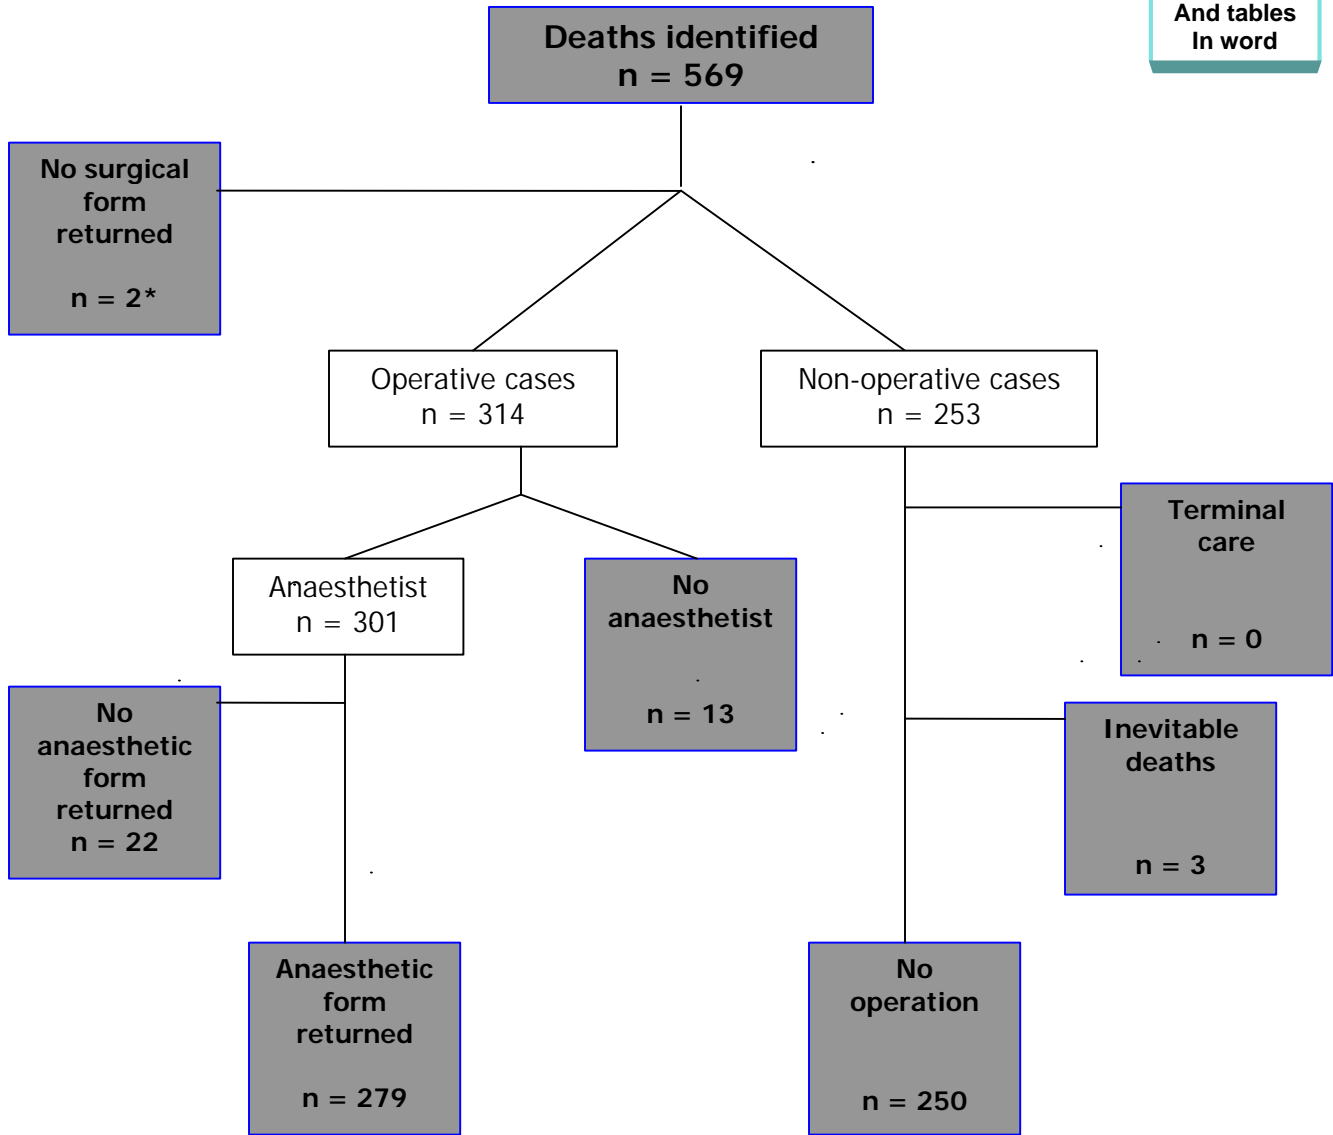 And tables
In word
Deaths identified
n = 569
No surgical
form
returned
n = 2*
Operative cases
n = 314
Non-operative cases
n = 253
Terminal
care
n = 0
Anaesthetist
n = 301
No
anaesthetist
n = 13
No
anaesthetic
form
returned
n = 22
Inevitable
deaths
n = 3
Anaesthetic
form
returned
n = 279
No
operation
n = 250